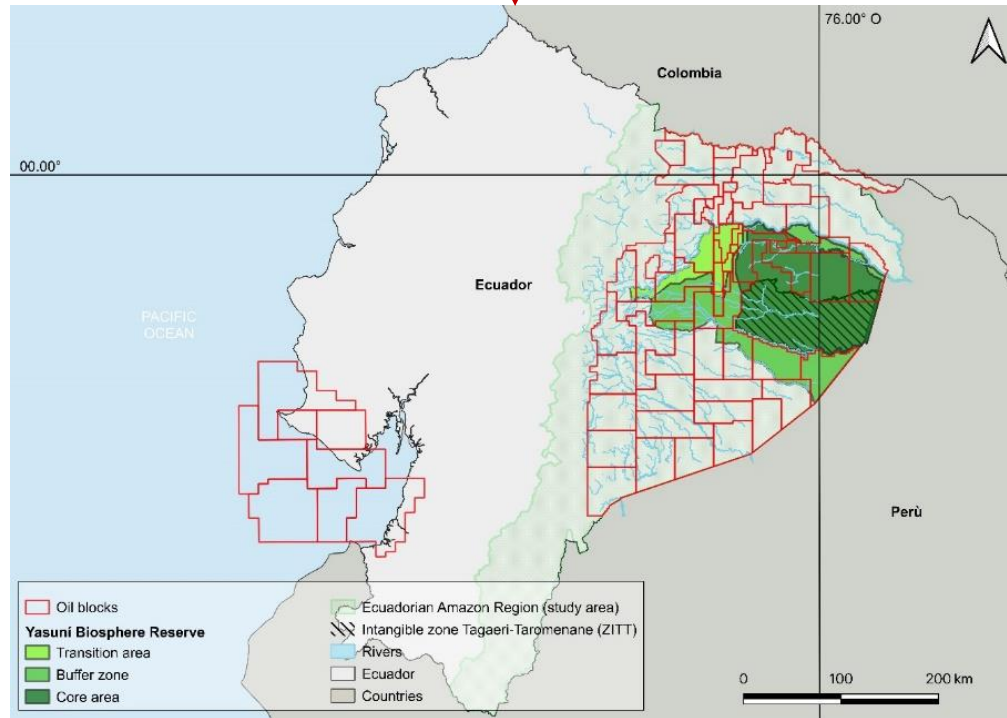 76.00° O
Colombia
00.00°
Ecuador
PACIFIC
OCEAN
Perù
Oil blocks
Yasuní Biosphere Reserve
Transition area
Buffer zone
Core area
Ecuadorian Amazon Region (study area)
Intangible zone Tagaeri-Taromenane (ZITT)
Rivers
Ecuador
Countries
0 100 200 km